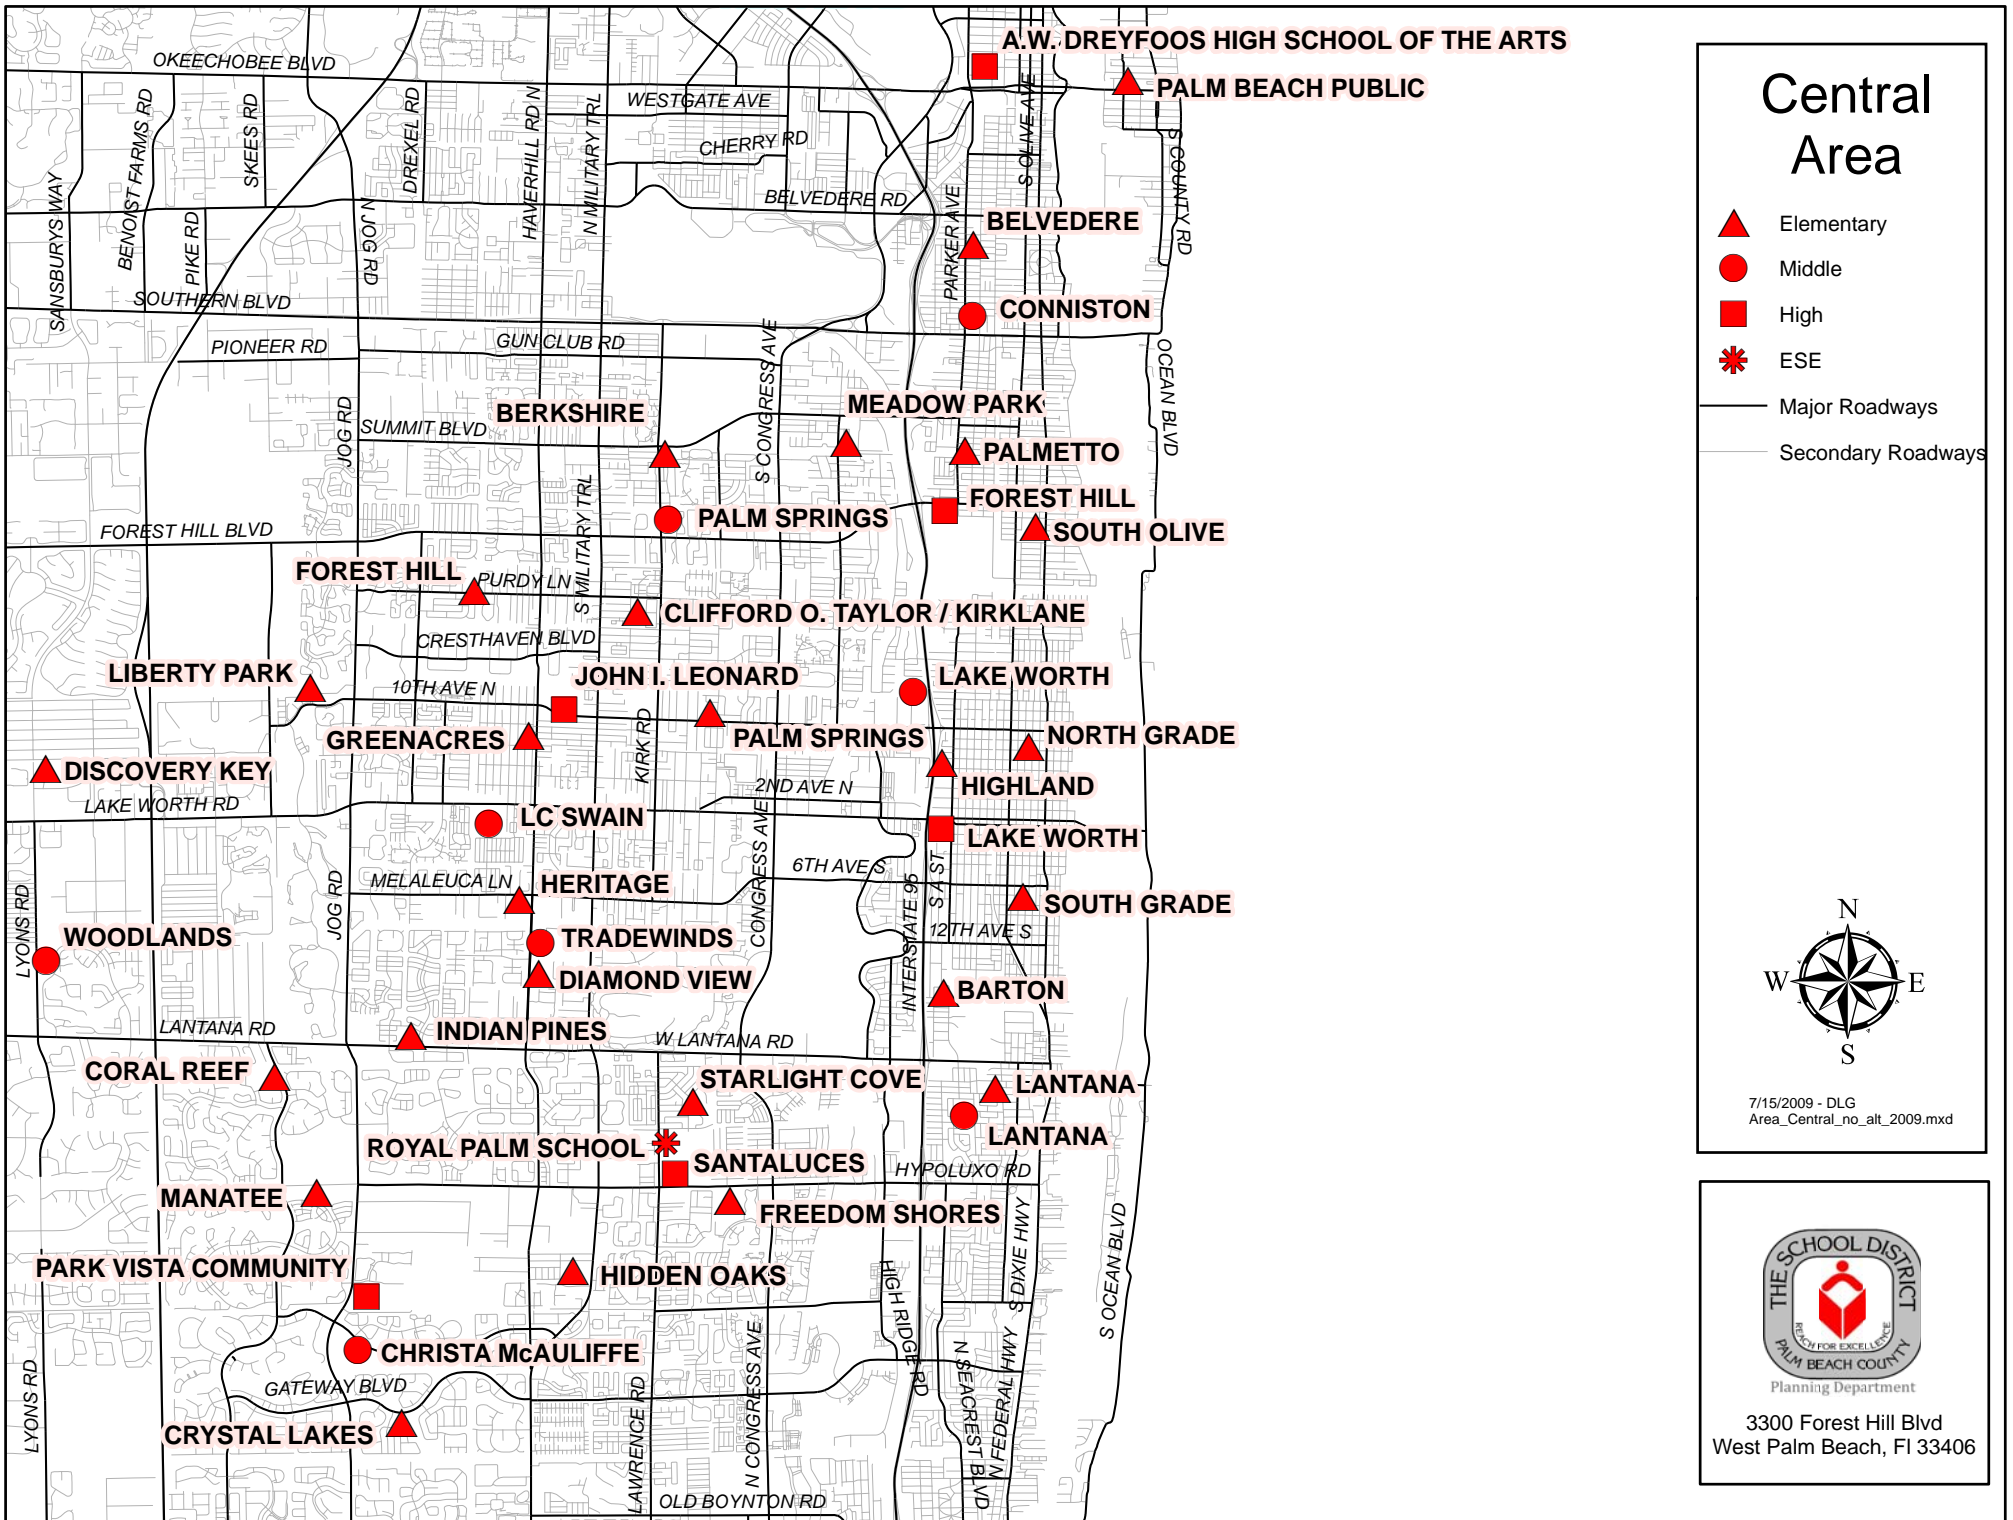 A.W. DREYFOOS HIGH SCHOOL OF THE ARTS
OKEECHOBEE BLVD
PALM BEACH PUBLIC
WESTGATE AVE
BENOIST FARMS RD
SKEES RD
DREXEL RD
HAVERHILL RD N
N MILITARY TRL
CHERRY RD
S OLIVE AVE
S COUNTY RD
SANSBURYS WAY
PIKE RD
N JOG RD
BELVEDERE RD
PARKER AVE
BELVEDERE
SOUTHERN BLVD
CONNISTON
PIONEER RD
GUN CLUB RD
S CONGRESS AVE
OCEAN BLVD
BERKSHIRE
MEADOW PARK
JOG RD
SUMMIT BLVD
PALMETTO
S MILITARY TRL
FOREST HILL
PALM SPRINGS
FOREST HILL BLVD
SOUTH OLIVE
FOREST HILL
PURDY LN
CLIFFORD O. TAYLOR / KIRKLANE
CRESTHAVEN BLVD
LIBERTY PARK
10TH AVE N
JOHN I. LEONARD
LAKE WORTH
KIRK RD
GREENACRES
PALM SPRINGS
NORTH GRADE
DISCOVERY KEY
HIGHLAND
2ND AVE N
LAKE WORTH RD
LC SWAIN
LAKE WORTH
CONGRESS AVE
6TH AVE S
S A ST
INTERSTATE 95
MELALEUCA LN
HERITAGE
SOUTH GRADE
LYONS RD
JOG RD
WOODLANDS
TRADEWINDS
12TH AVE S
DIAMOND VIEW
BARTON
LANTANA RD
INDIAN PINES
W LANTANA RD
CORAL REEF
STARLIGHT COVE
LANTANA
ROYAL PALM SCHOOL
LANTANA
SANTALUCES
HYPOLUXO RD
MANATEE
FREEDOM SHORES
S DIXIE HWY
S OCEAN BLVD
PARK VISTA COMMUNITY
HIDDEN OAKS
HIGH RIDGE RD
CHRISTA McAULIFFE
N CONGRESS AVE
N SEACREST BLVD
N FEDERAL HWY
LYONS RD
GATEWAY BLVD
LAWRENCE RD
CRYSTAL LAKES
OLD BOYNTON RD
Central
Area
Elementary
Middle
High
ESE
Major Roadways
Secondary Roadways
N
W
E
S
7/15/2009 - DLG
Area_Central_no_alt_2009.mxd
THE SCHOOL DISTRICT
REACH FOR EXCELLENCE
PALM BEACH COUNTY
Planning Department
3300 Forest Hill Blvd
West Palm Beach, Fl 33406